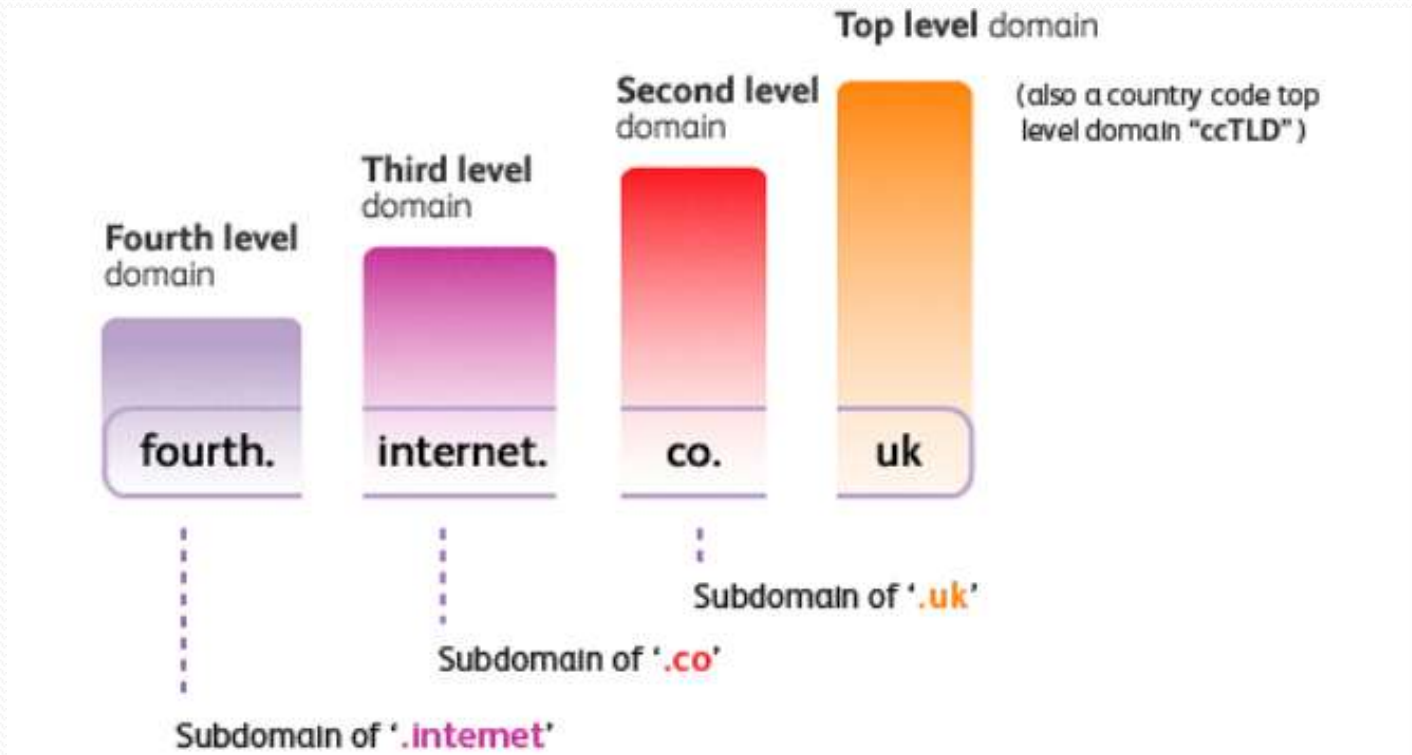 Top level domain
(also a country code top
level domain “ccTLD”)
Second level
domain
Third level
domain
Fourth level
domain
fourth. internet. co. uk
Subdomain of ‘.uk’
Subdomain of ‘.co’
Subdomain of ‘.internet’